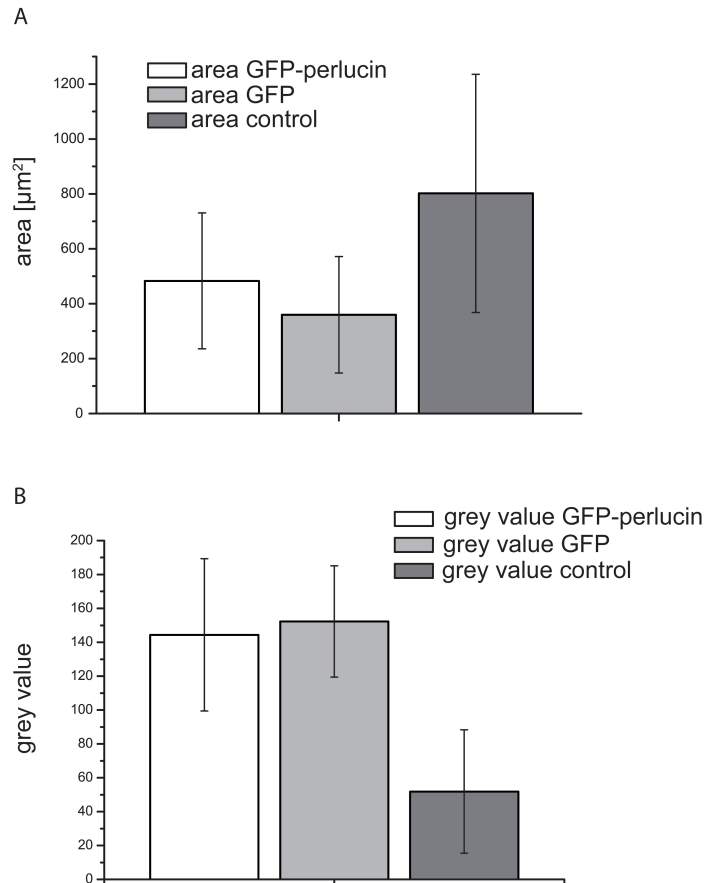 A
area GFP-perlucin
area GFP
area control
1200
1000
800
600
400
200
0
area [µm²]
B
grey value GFP-perlucin
grey value GFP
grey value control
200
180
160
140
120
100
80
60
40
20
0
grey value